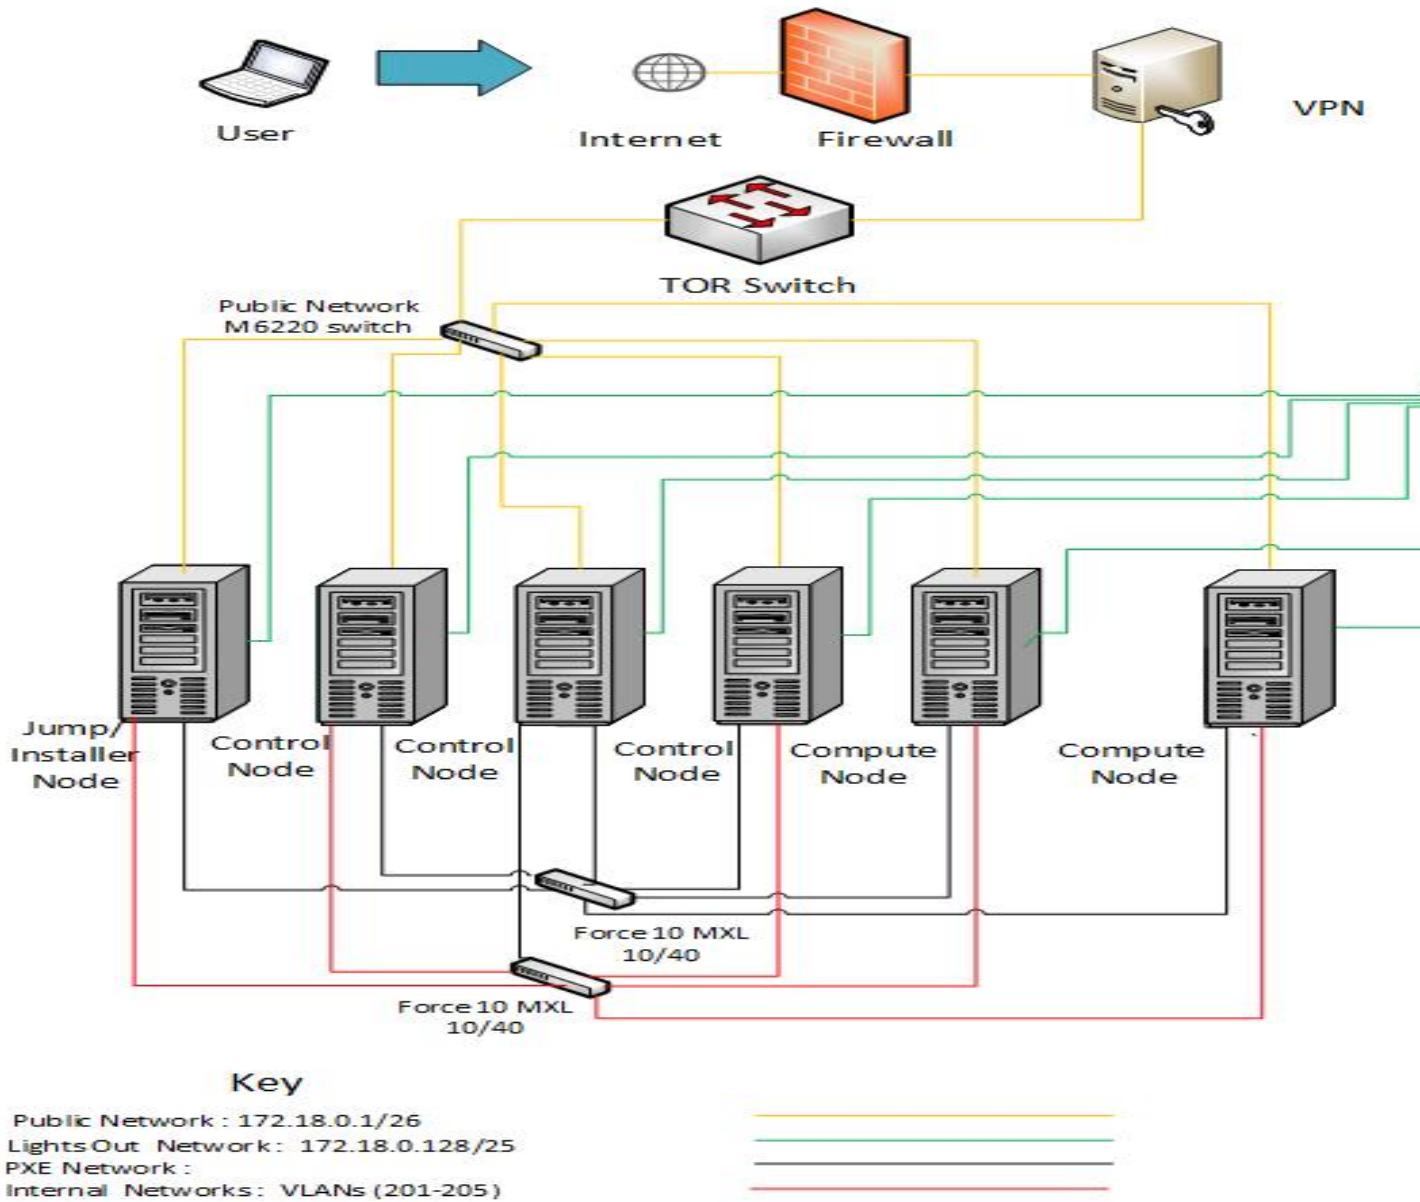 User
Internet
Firewall
VPN
TOR Switch
Public Network
M6220 switch
Jump/
Installer
Node
Control
Node
Control
Node
Control
Node
Compute
Node
Compute
Node
Force10 MXL
10/40
Force10 MXL
10/40
Key
Public Network : 172.18.0.1/26
Lights Out Network : 172.18.0.128/25
PXE Network :
Internal Networks : VLANs (201-205)